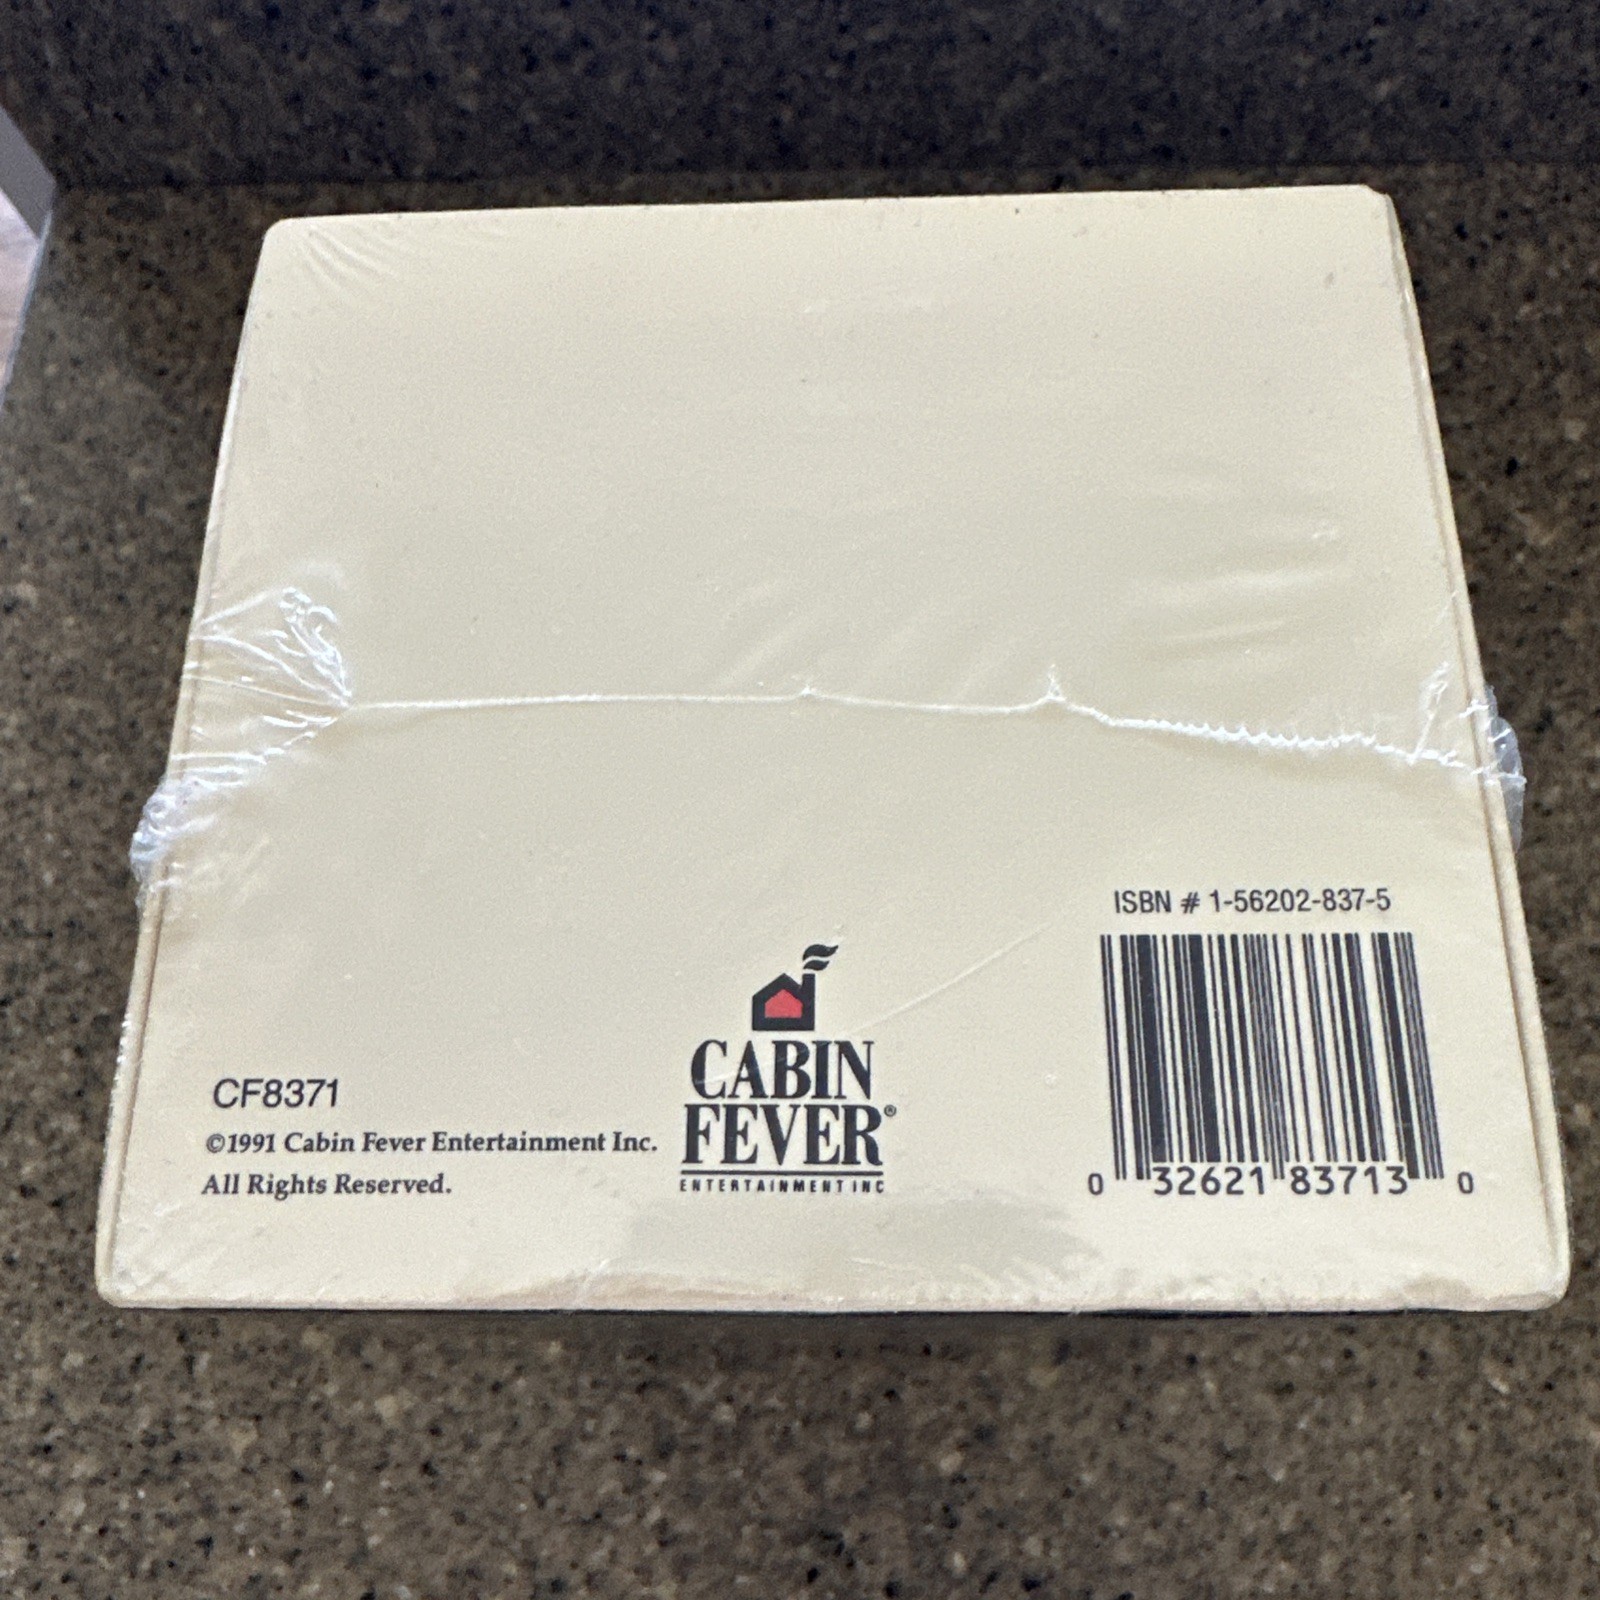 ISBN # 1-56202-837-5
CABIN
FEVER®
ENTERTAINMENT INC
CF8371
©1991 Cabin Fever Entertainment Inc.
All Rights Reserved.
0 32621 83713 0